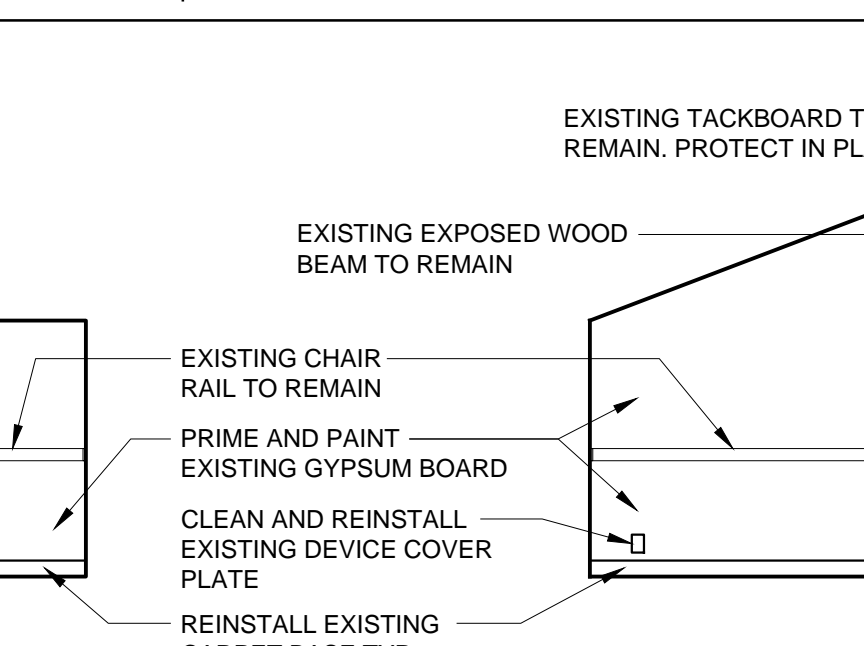 EXISTING TACKBOARD
REMAIN. PROTECT IN
EXISTING EXPOSED WOOD
BEAM TO REMAIN
EXISTING CHAIR
RAIL TO REMAIN
PRIME AND PAINT
EXISTING GYPSUM BOARD
CLEAN AND REINSTALL
EXISTING DEVICE COVER
PLATE
REINSTALL EXISTING